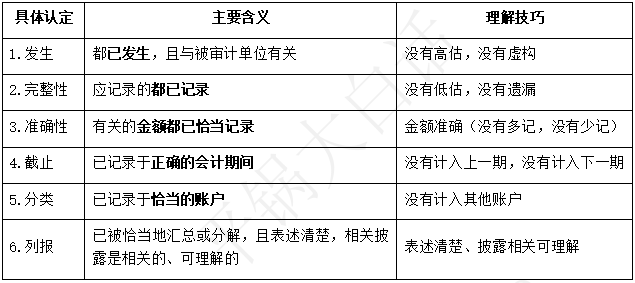 具体认定 主要含义 理解技巧
1.发生 都已发生，且与被审计单位有关 没有高估，没有虚构
2.完整性 应记录的都已记录 没有低估，没有遗漏
3.准确性 有关的金额都已恰当记录 金额准确（没有多记，没有少记）
4.截止 已记录于正确的会计期间 没有计入上一期，没有计入下一期
5.分类 已记录于恰当的账户 没有计入其他账户
6.列报 已被恰当地汇总或分解，且表述清楚，相关披
露是相关的、可理解的 表述清楚、披露相关可理解
锅大白话